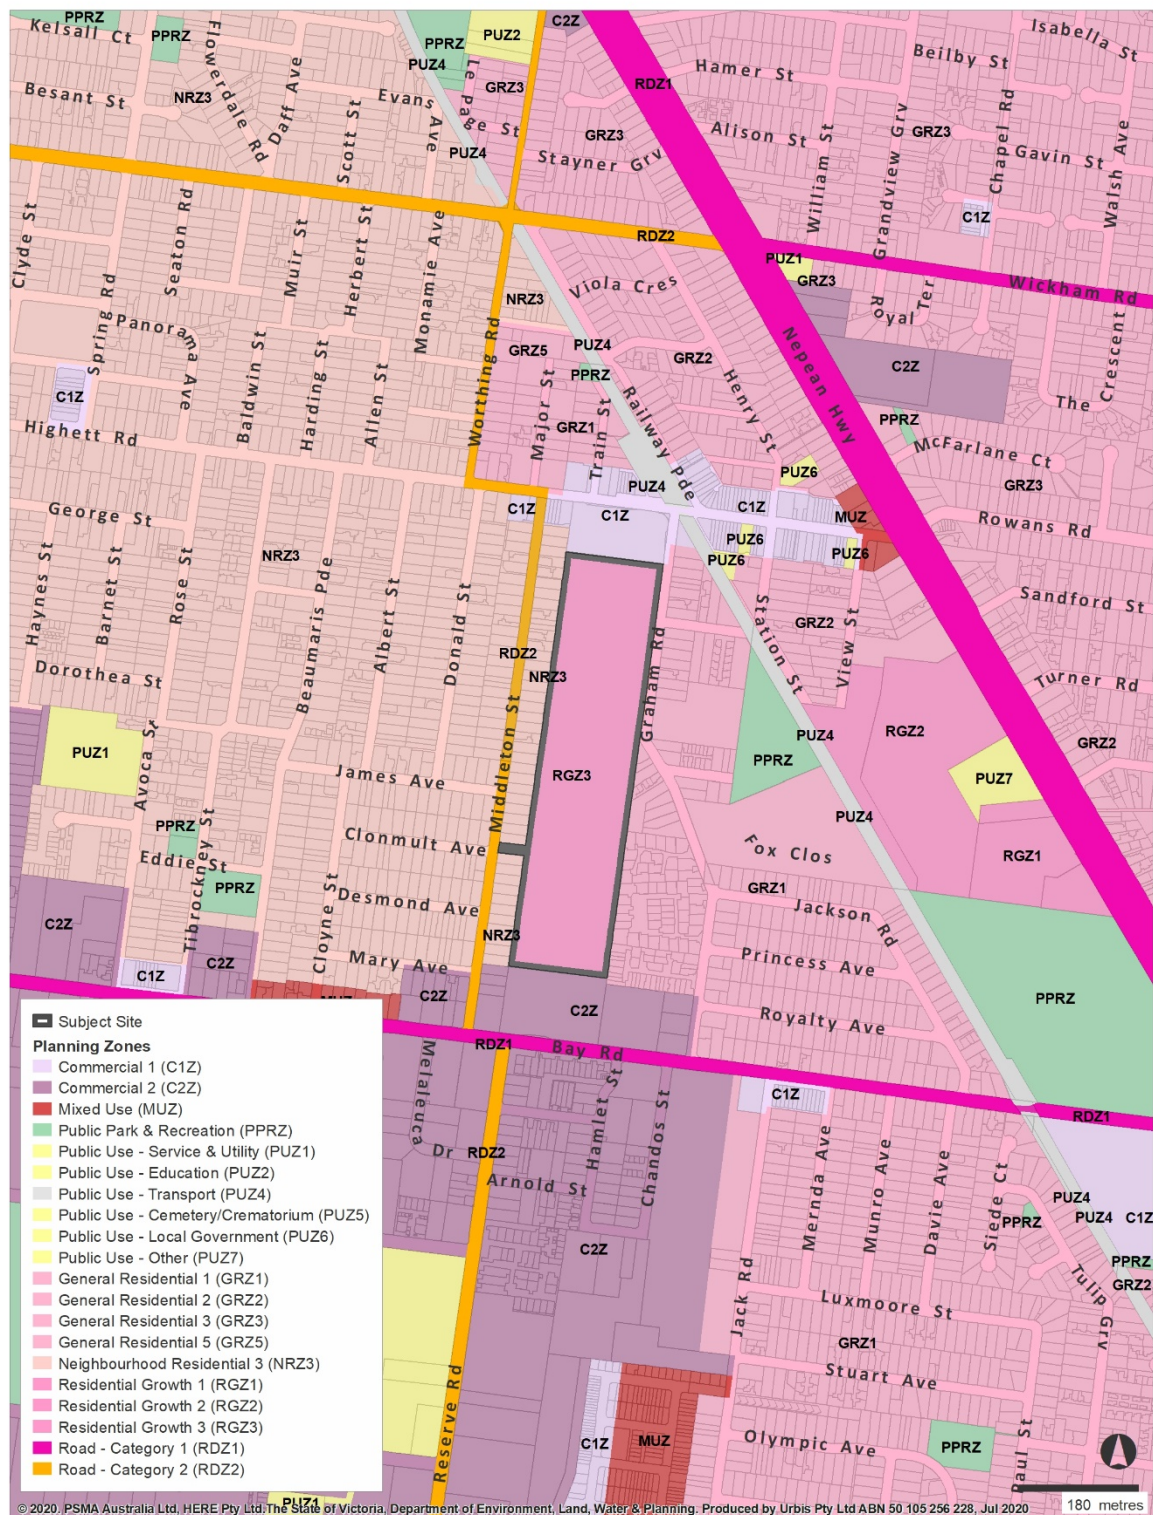 Kelsall Ct
PPRZ
PPRZ
Flowerdale Rd
Daff Ave
PPRZ
PUZ4
PUZ2
C2Z
Isabella St
Beilby St
Besant St
NRZ3
Scott St
Evans Ave
Le Page St
GRZ3
RDZ1
Hamer St
Alison St
William St
Grandview Grv
GRZ3
Chapel Rd
Gavin St
Walsh Ave
PUZ4
GRZ3
Stayner Grv
Clyde St
Seaton Rd
Muir St
Herbert St
Monamie Ave
RDZ2
C1Z
PUZ1
GRZ3
Wickham Rd
Spring Rd
Panorama Ave
NRZ3
Viola Cres
Royal Ter
Nepean Hwy
Crescent
The
Baldwin St
Harding St
Allen St
Worthing Rd
GRZ5
PUZ4
PPRZ
GRZ2
C2Z
C1Z
Major St
Train St
GRZ1
Railway Pde
Henry St
PPRZ
McFarlane Ct
Highett Rd
PUZ4
PUZ6
GRZ3
George St
C1Z
C1Z
C1Z
MUZ
Rowans Rd
Haynes St
Barnet St
Rose St
NRZ3
Beaumaris Pde
Albert St
Donald St
PUZ6
PUZ6
PUZ6
Station St
GRZ2
View St
Sandford St
Dorothea St
RDZ2
NRZ3
Graham Rd
Turner Rd
PUZ1
Avoca St
Middleton St
RGZ3
PUZ4
PPRZ
RGZ2
GRZ2
PUZ7
James Ave
PPRZ
Tibrockney St
Clonmult Ave
PUZ4
Fox Clos
RGZ1
Eddie St
PPRZ
Cloyne St
Desmond Ave
GRZ1
Jackson Rd
C2Z
NRZ3
C1Z
C2Z
Mary Ave
Princess Ave
PPRZ
MUZ
C2Z
C2Z
Royalty Ave
RDZ1
Bay Rd
Subject Site
Planning Zones
Commercial 1 (C1Z)
Commercial 2 (C2Z)
Mixed Use (MUZ)
Public Park & Recreation (PPRZ)
Public Use - Service & Utility (PUZ1)
Public Use - Education (PUZ2)
Public Use - Transport (PUZ4)
Public Use - Cemetery/Crematorium (PUZ5)
Public Use - Local Government (PUZ6)
Public Use - Other (PUZ7)
General Residential 1 (GRZ1)
General Residential 2 (GRZ2)
General Residential 3 (GRZ3)
General Residential 5 (GRZ5)
Neighbourhood Residential 3 (NRZ3)
Residential Growth 1 (RGZ1)
Residential Growth 2 (RGZ2)
Residential Growth 3 (RGZ3)
Road - Category 1 (RDZ1)
Road - Category 2 (RDZ2)
Melaleuca Dr
RDZ2
Hamlet St
Chandos St
Arnold St
C1Z
RDZ1
Mernda Ave
Munro Ave
Davie Ave
Siede Ct
PPRZ
PUZ4
PUZ4
C1Z
PPRZ
GRZ2
Tulip Grv
C2Z
Jack Rd
Luxmoore St
GRZ1
Stuart Ave
Reserve Rd
C1Z
MUZ
Olympic Ave
PPRZ
Paul St
PUZ1
180 metres
© 2020. PSMA Australia Ltd, HERE Pty Ltd.The State of Victoria, Department of Environment, Land, Water & Planning. Produced by Urbis Pty Ltd ABN 50 105 256 228, Jul 2020